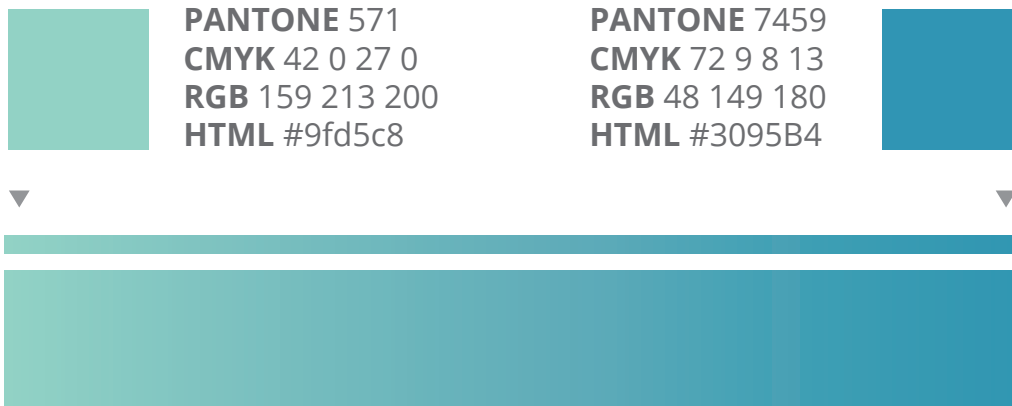 PANTONE 571
CMYK 42 0 27 0
RGB 159 213 200
HTML #9fd5c8
PANTONE 7459
CMYK 72 9 8 13
RGB 48 149 180
HTML #3095B4